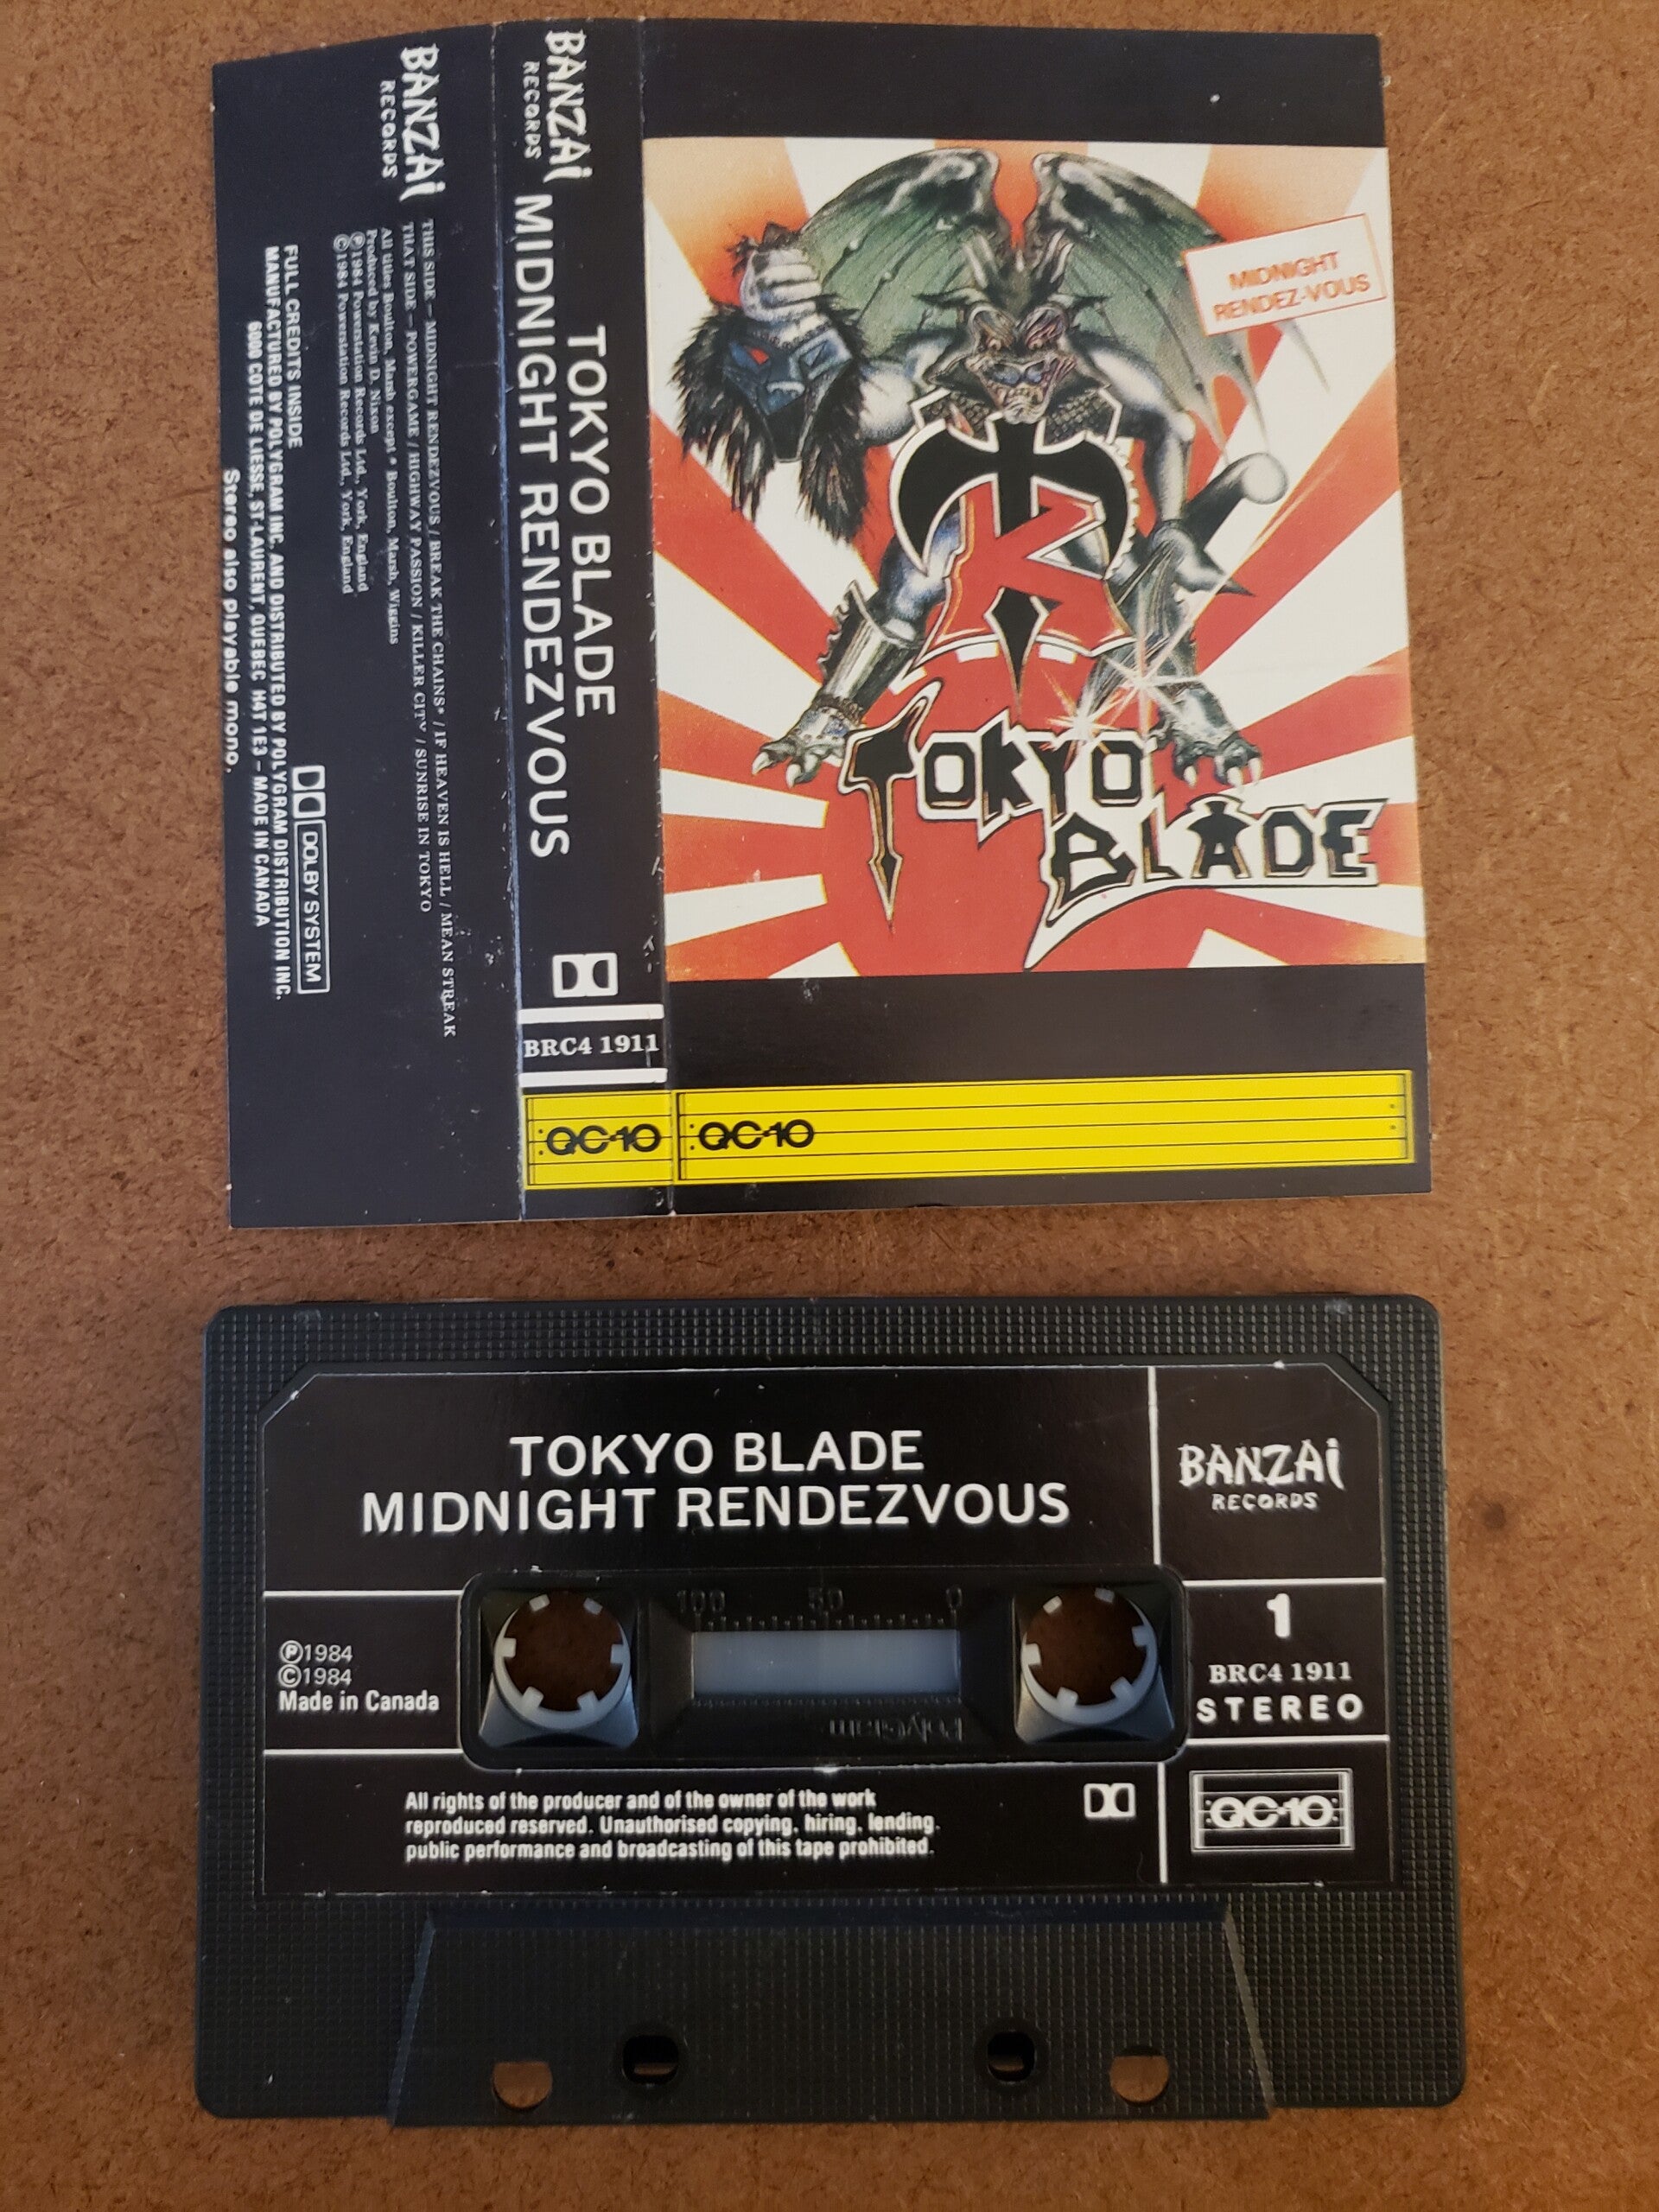 BANZAI
RECORDS
THIS SIDE – MIDNIGHT RENDEZVOUS / BREAK THE CHAINS* / IF HEAVEN IS HELL / MEAN STREAK
THAT SIDE – POWERGAME / HIGHWAY PASSION / KILLER CITY / SUNRISE IN TOKYO
All titles Boulton, Marsh except * Boulton, Marsh, Wiggins
Produced by Kevin D. Nixon
Ⓟ1984 Powerstation Records Ltd., York, England
©1984 Powerstation Records Ltd., York, England
FULL CREDITS INSIDE
DOLBY SYSTEM
MANUFACTURED BY POLYGRAM INC. AND DISTRIBUTED BY POLYGRAM DISTRIBUTION INC.
6000 COTE DE LIESSE, ST-LAURENT, QUEBEC H4T 1E3 – MADE IN CANADA
Stereo also playable mono.
BANZAI
RECORDS
TOKYO BLADE
MIDNIGHT RENDEZVOUS
BRC4 1911
QC-10
MIDNIGHT
RENDEZ-VOUS
TOKYO
BLADE
QC-10
TOKYO BLADE
MIDNIGHT RENDEZVOUS
BANZAI
RECORDS
100 50 0
PolyGram
Ⓟ1984
©1984
Made in Canada
1
BRC4 1911
STEREO
All rights of the producer and of the owner of the work
reproduced reserved. Unauthorised copying, hiring, lending,
public performance and broadcasting of this tape prohibited.
QC-10